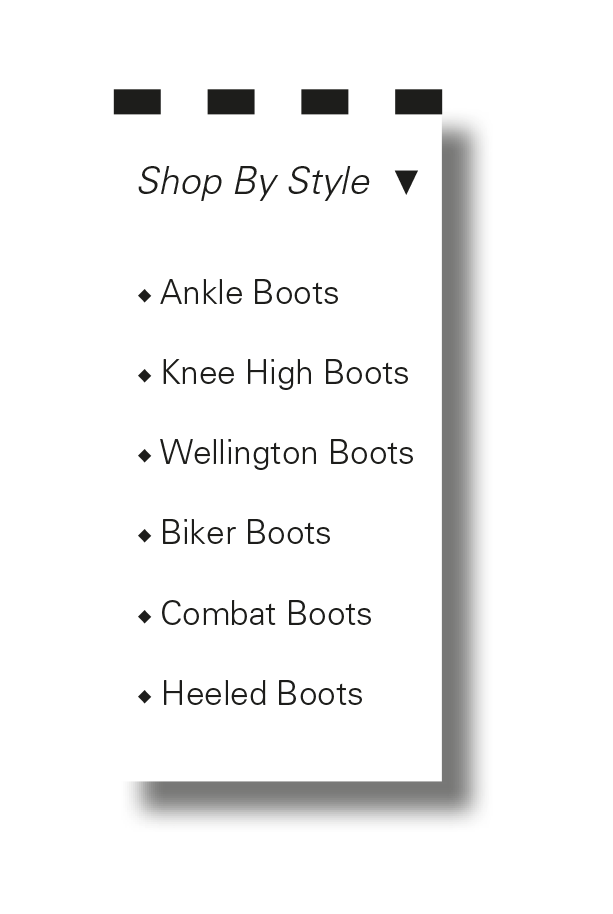 Shop By Style ▼
◆ Ankle Boots
◆ Knee High Boots
◆ Wellington Boots
◆ Biker Boots
◆ Combat Boots
◆ Heeled Boots